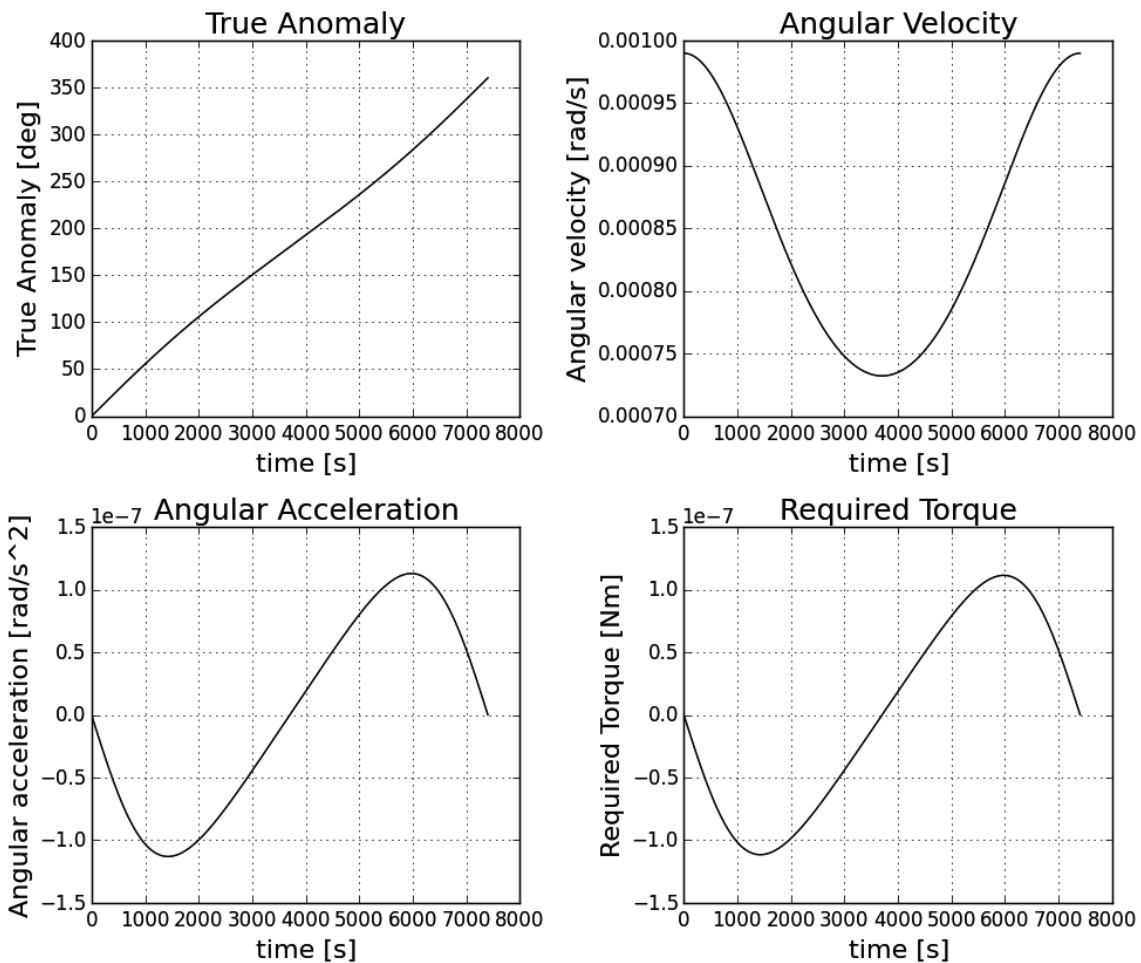 True Anomaly
400
350
300
250
200
150
100
50
0
True Anomaly [deg]
0 1000 2000 3000 4000 5000 6000 7000 8000
time [s]
Angular Velocity
0.00100
0.00095
0.00090
0.00085
0.00080
0.00075
0.00070
Angular velocity [rad/s]
0 1000 2000 3000 4000 5000 6000 7000 8000
time [s]
Angular Acceleration
1e-7
1.5
1.0
0.5
0.0
−0.5
−1.0
−1.5
Angular acceleration [rad/s^2]
0 1000 2000 3000 4000 5000 6000 7000 8000
time [s]
Required Torque
1e-7
1.5
1.0
0.5
0.0
−0.5
−1.0
−1.5
Required Torque [Nm]
0 1000 2000 3000 4000 5000 6000 7000 8000
time [s]